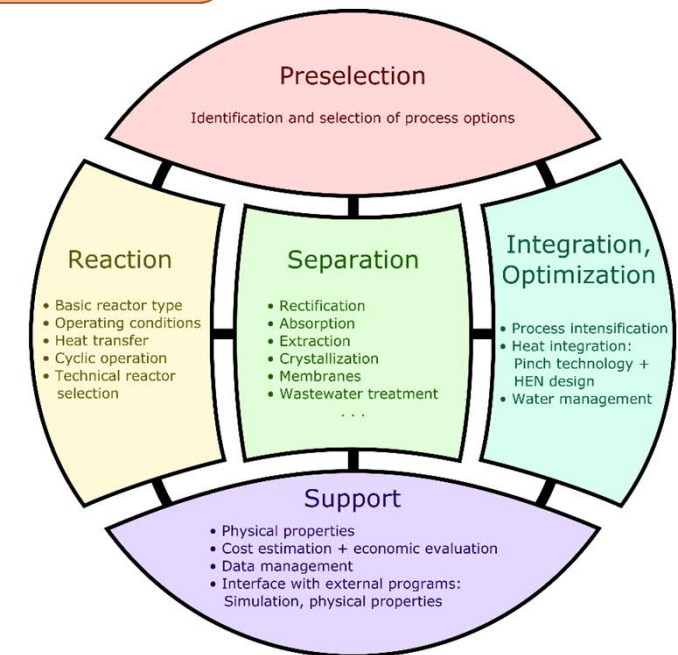 Preselection
Identification and selection of process options
Reaction
• Basic reactor type
• Operating conditions
• Heat transfer
• Cyclic operation
• Technical reactor
selection
Separation
• Rectification
• Absorption
• Extraction
• Crystallization
• Membranes
• Wastewater treatment
. . .
Integration,
Optimization
• Process intensification
• Heat integration:
Pinch technology +
HEN design
• Water management
Support
• Physical properties
• Cost estimation + economic evaluation
• Data management
• Interface with external programs:
Simulation, physical properties